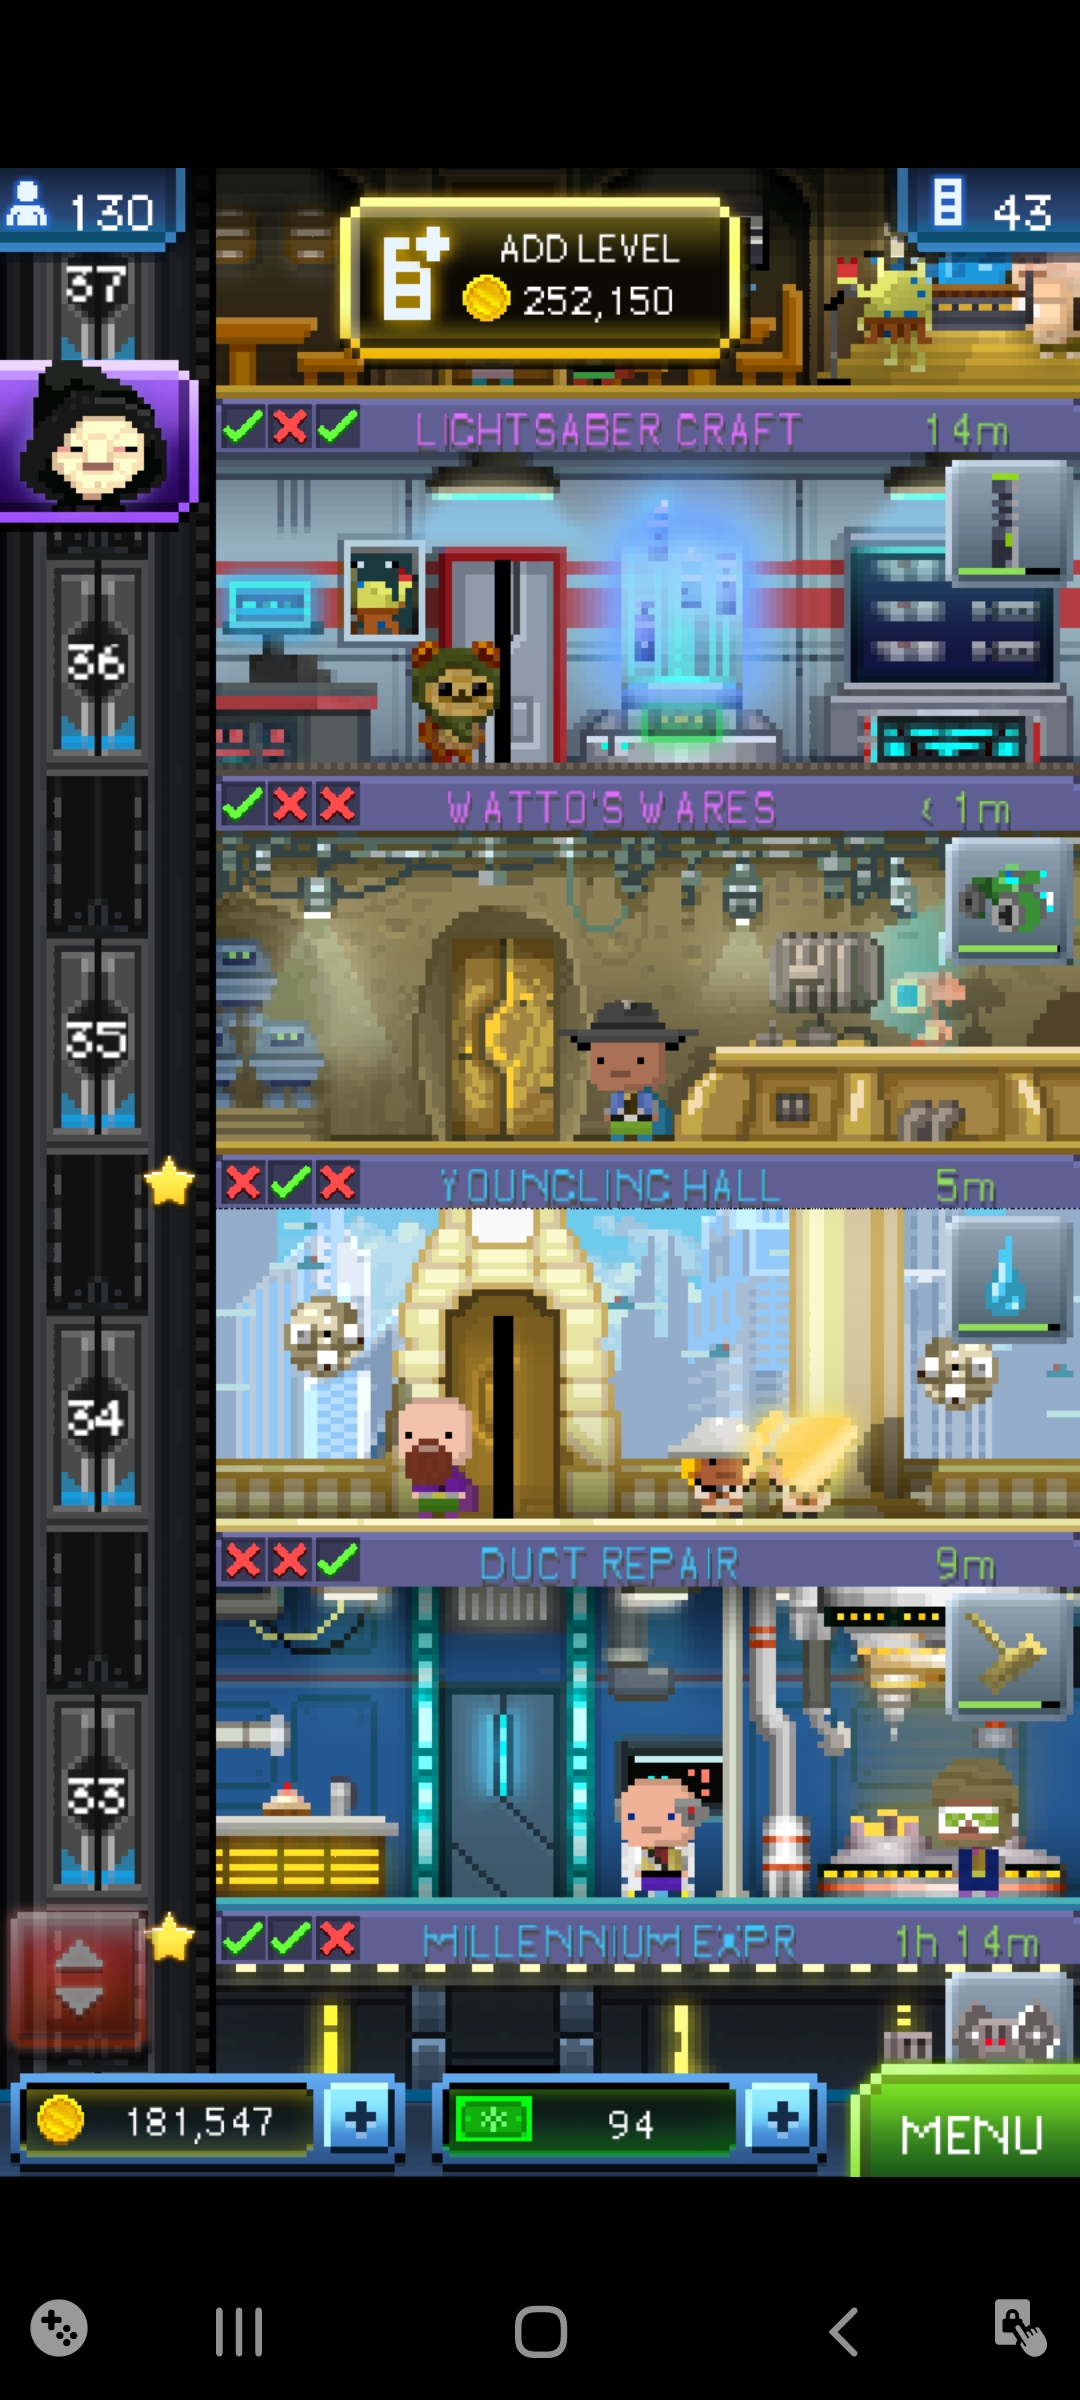 130
ADD LEVEL
252,150
43
37
LIGHTSABER CRAFT 14m
36
WATTO'S WARES < 1m
35
YOUNGLING HALL 5m
34
DUCT REPAIR 9m
33
MILLENNIUM EXPR 1h 14m
181,547
94
MENU